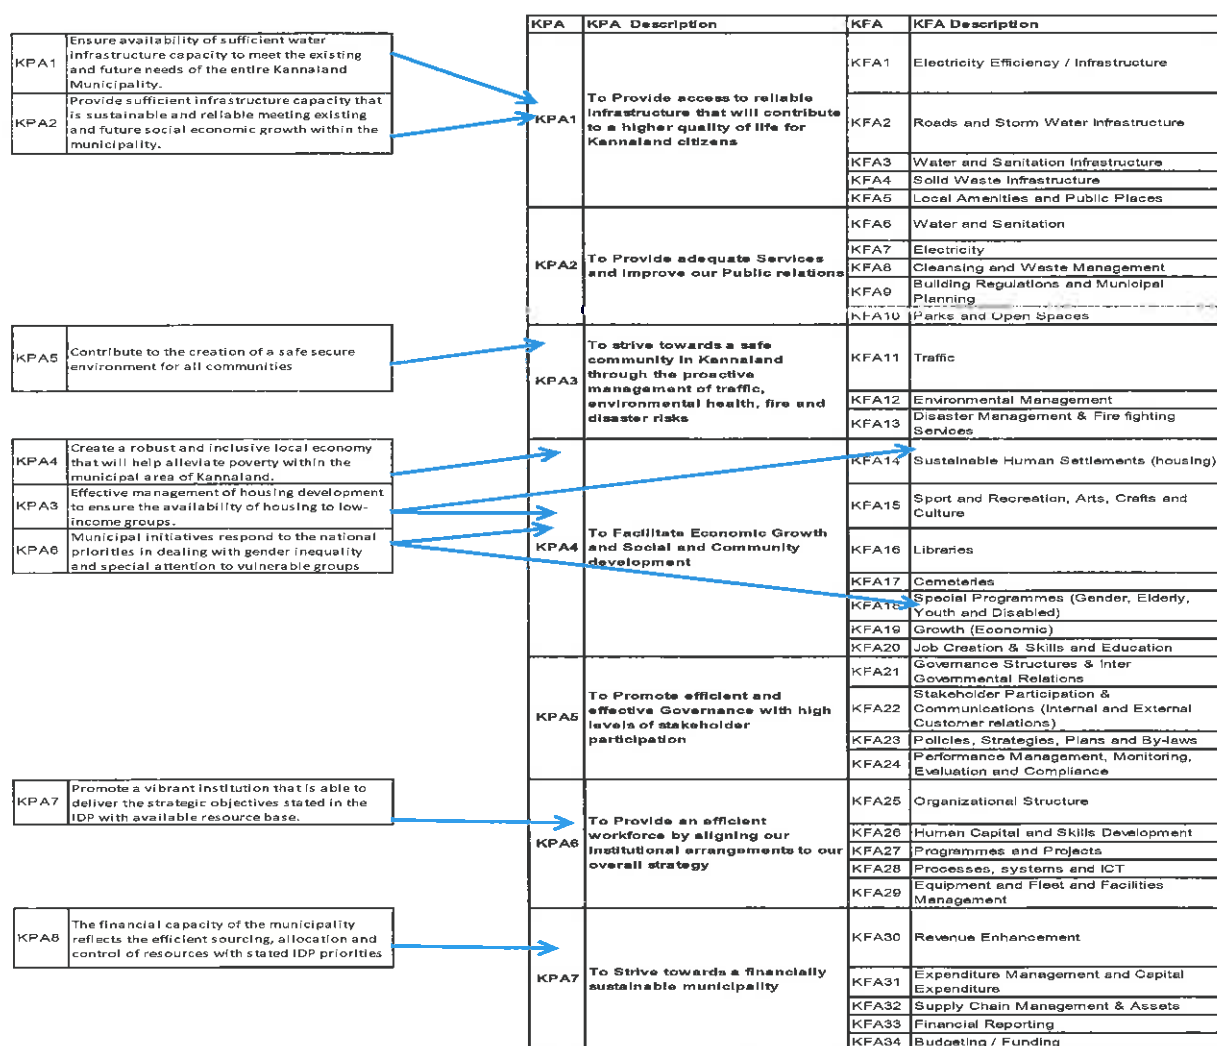 KPA KPA Description KFA KFA Description
KPA1
Ensure availability of sufficient water
infrastructure capacity to meet the existing
and future needs of the entire Kannaland
Municipality.
KPA2
Provide sufficient infrastructure capacity that
is sustainable and reliable meeting existing
and future social economic growth within the
municipality.
KPA1
To Provide access to reliable
infrastructure that will contribute
to a higher quality of life for
Kannaland citizens
KFA1 Electricity Efficiency / Infrastructure
KFA2 Roads and Storm Water Infrastructure
KFA3 Water and Sanitation Infrastructure
KFA4 Solid Waste Infrastructure
KFA5 Local Amenities and Public Places
KPA2
To Provide adequate Services
and Improve our Public relations
KFA6 Water and Sanitation
KFA7 Electricity
KFA8 Cleansing and Waste Management
KFA9 Building Regulations and Municipal
Planning
KFA10 Parks and Open Spaces
KPA5
Contribute to the creation of a safe secure
environment for all communities
KPA3
To strive towards a safe
community in Kannaland
through the proactive
management of traffic,
environmental health, fire and
disaster risks
KFA11 Traffic
KFA12 Environmental Management
KFA13 Disaster Management & Fire fighting
Services
KPA4
Create a robust and inclusive local economy
that will help alleviate poverty within the
municipal area of Kannaland.
KPA3
Effective management of housing development
to ensure the availability of housing to low-
income groups.
KPA6
Municipal initiatives respond to the national
priorities in dealing with gender inequality
and special attention to vulnerable groups
KPA4
To Facilitate Economic Growth
and Social and Community
development
KFA14 Sustainable Human Settlements (housing)
KFA15 Sport and Recreation, Arts, Crafts and
Culture
KFA16 Libraries
KFA17 Cemeteries
KFA18 Special Programmes (Gender, Elderly,
Youth and Disabled)
KFA19 Growth (Economic)
KFA20 Job Creation & Skills and Education
KPA5
To Promote efficient and
effective Governance with high
levels of stakeholder
participation
KFA21 Governance Structures & Inter
Governmental Relations
KFA22 Stakeholder Participation &
Communications (Internal and External
Customer relations)
KFA23 Policies, Strategies, Plans and By-laws
KFA24 Performance Management, Monitoring,
Evaluation and Compliance
KPA7
Promote a vibrant institution that is able to
deliver the strategic objectives stated in the
IDP with available resource base.
KPA6
To Provide an efficient
workforce by aligning our
institutional arrangements to our
overall strategy
KFA25 Organizational Structure
KFA26 Human Capital and Skills Development
KFA27 Programmes and Projects
KFA28 Processes, systems and ICT
KFA29 Equipment and Fleet and Facilities
Management
KPA8
The financial capacity of the municipality
reflects the efficient sourcing, allocation and
control of resources with stated IDP priorities
KPA7
To Strive towards a financially
sustainable municipality
KFA30 Revenue Enhancement
KFA31 Expenditure Management and Capital
Expenditure
KFA32 Supply Chain Management & Assets
KFA33 Financial Reporting
KFA34 Budgeting / Funding